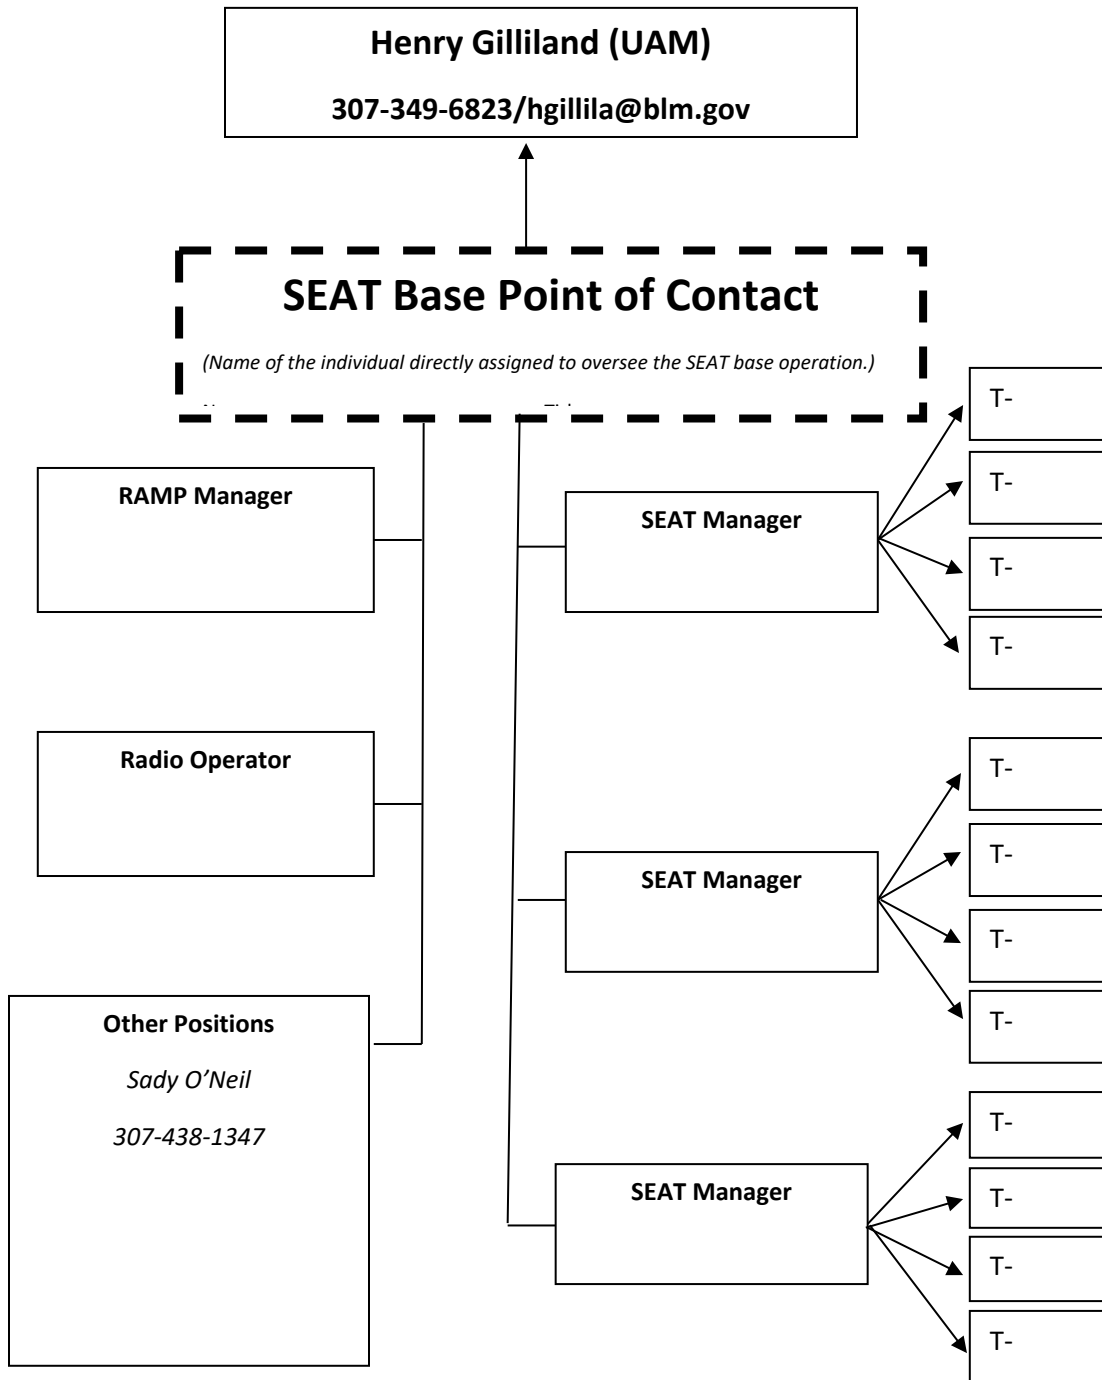 Henry Gilliland (UAM)
307-349-6823/hgillila@blm.gov
SEAT Base Point of Contact
(Name of the individual directly assigned to oversee the SEAT base operation.)
RAMP Manager
SEAT Manager
T-
T-
T-
T-
Radio Operator
SEAT Manager
T-
T-
T-
T-
Other Positions
Sady O’Neil
307-438-1347
SEAT Manager
T-
T-
T-
T-